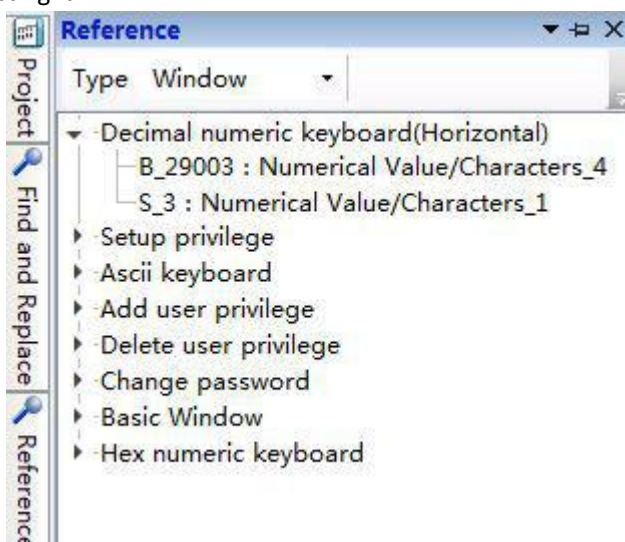 Reference
Type Window
Decimal numeric keyboard(Horizontal)
B_29003 : Numerical Value/Characters_4
S_3 : Numerical Value/Characters_1
Setup privilege
Ascii keyboard
Add user privilege
Delete user privilege
Change password
Basic Window
Hex numeric keyboard
Project
Find and Replace
Reference